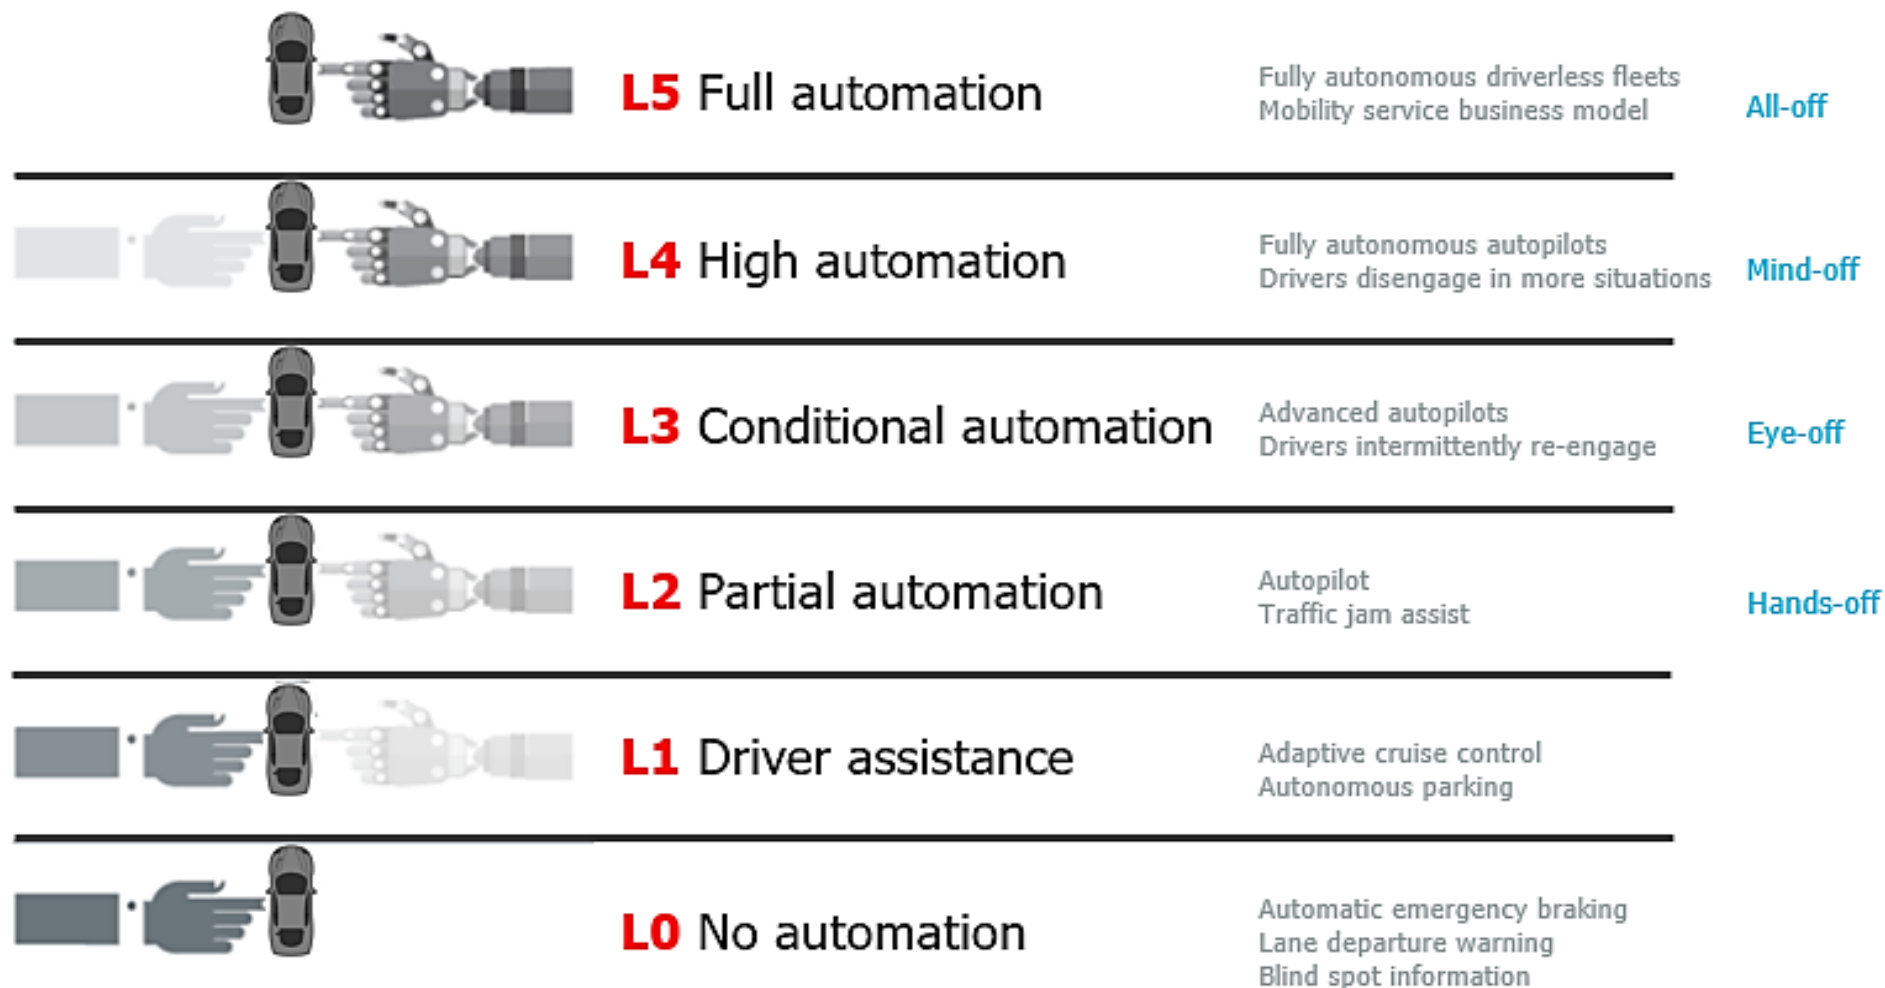 L5 Full automation
Fully autonomous driverless fleets
Mobility service business model
All-off
L4 High automation
Fully autonomous autopilots
Drivers disengage in more situations
Mind-off
L3 Conditional automation
Advanced autopilots
Drivers intermittently re-engage
Eye-off
L2 Partial automation
Autopilot
Traffic jam assist
Hands-off
L1 Driver assistance
Adaptive cruise control
Autonomous parking
L0 No automation
Automatic emergency braking
Lane departure warning
Blind spot information